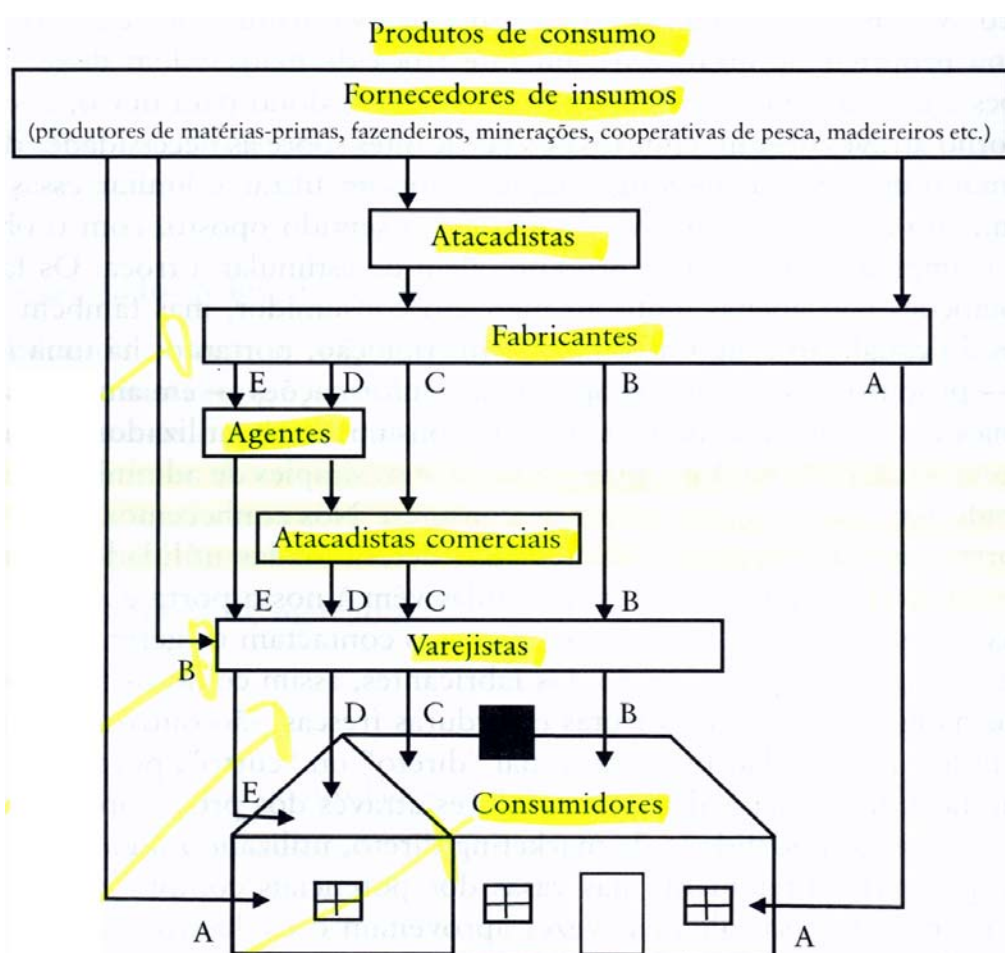 Produtos de consumo
Fornecedores de insumos
(produtores de matérias-primas, fazendeiros, minerações, cooperativas de pesca, madeireiros etc.)
Atacadistas
Fabricantes
E D C B A
Agentes
Atacadistas comerciais
E D C B
Varejistas
B
D C B
E
Consumidores
A A